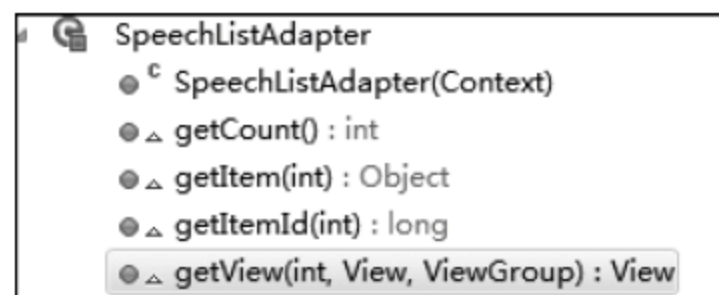 SpeechListAdapter
C SpeechListAdapter(Context)
getCount() : int
getItem(int) : Object
getItemId(int) : long
getView(int, View, ViewGroup) : View